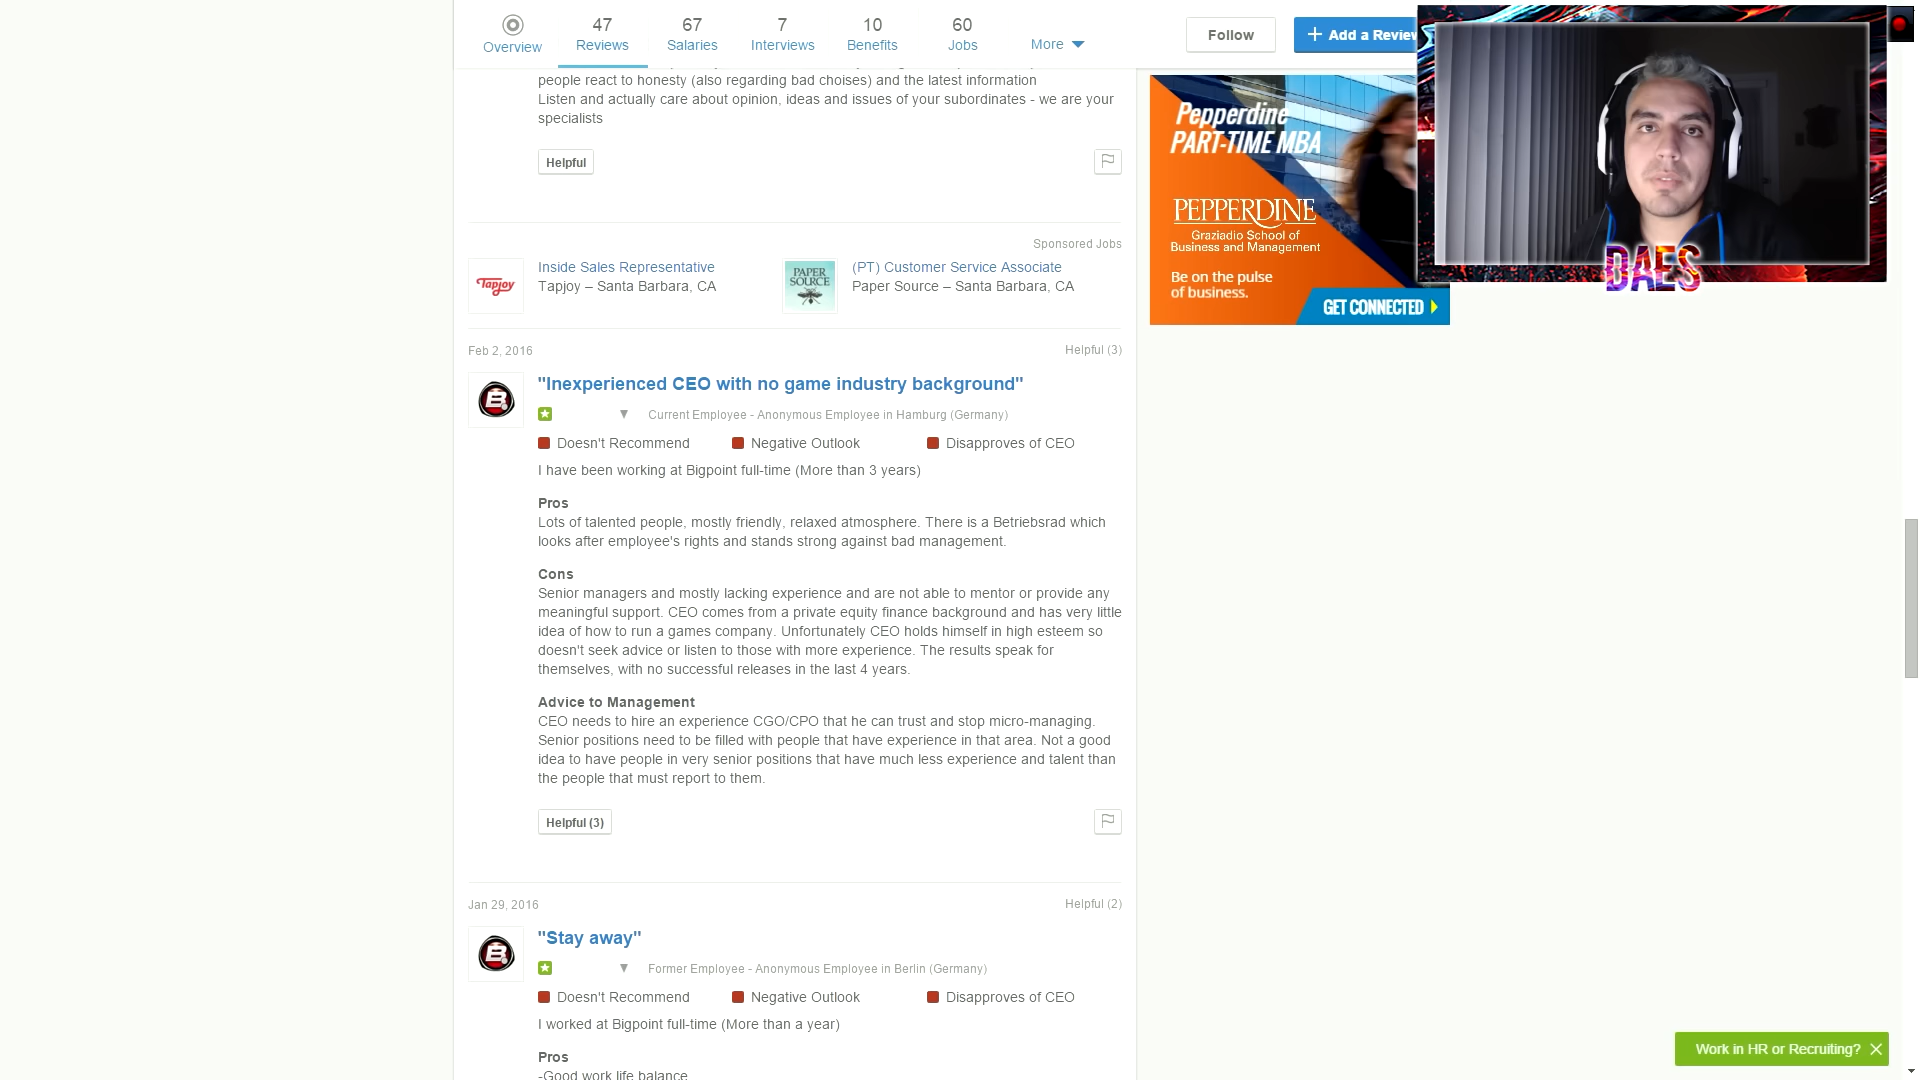 Overview
47
Reviews
67
Salaries
7
Interviews
10
Benefits
60
Jobs
More
Follow
Add a Review
people react to honesty (also regarding bad choises) and the latest information
Listen and actually care about opinion, ideas and issues of your subordinates - we are your
specialists
Helpful
Sponsored Jobs
Tapjoy
Inside Sales Representative
Tapjoy – Santa Barbara, CA
PAPER
SOURCE
(PT) Customer Service Associate
Paper Source – Santa Barbara, CA
Pepperdine
PART-TIME MBA
PEPPERDINE
Graziadio School of
Business and Management
Be on the pulse
of business.
GET CONNECTED
DAES
Feb 2, 2016
Helpful (3)
B.
"Inexperienced CEO with no game industry background"
Current Employee - Anonymous Employee in Hamburg (Germany)
Doesn't Recommend
Negative Outlook
Disapproves of CEO
I have been working at Bigpoint full-time (More than 3 years)
Pros
Lots of talented people, mostly friendly, relaxed atmosphere. There is a Betriebsrad which
looks after employee's rights and stands strong against bad management.
Cons
Senior managers and mostly lacking experience and are not able to mentor or provide any
meaningful support. CEO comes from a private equity finance background and has very little
idea of how to run a games company. Unfortunately CEO holds himself in high esteem so
doesn't seek advice or listen to those with more experience. The results speak for
themselves, with no successful releases in the last 4 years.
Advice to Management
CEO needs to hire an experience CGO/CPO that he can trust and stop micro-managing.
Senior positions need to be filled with people that have experience in that area. Not a good
idea to have people in very senior positions that have much less experience and talent than
the people that must report to them.
Helpful (3)
Jan 29, 2016
Helpful (2)
B.
"Stay away"
Former Employee - Anonymous Employee in Berlin (Germany)
Doesn't Recommend
Negative Outlook
Disapproves of CEO
I worked at Bigpoint full-time (More than a year)
Pros
-Good work life balance
Work in HR or Recruiting?